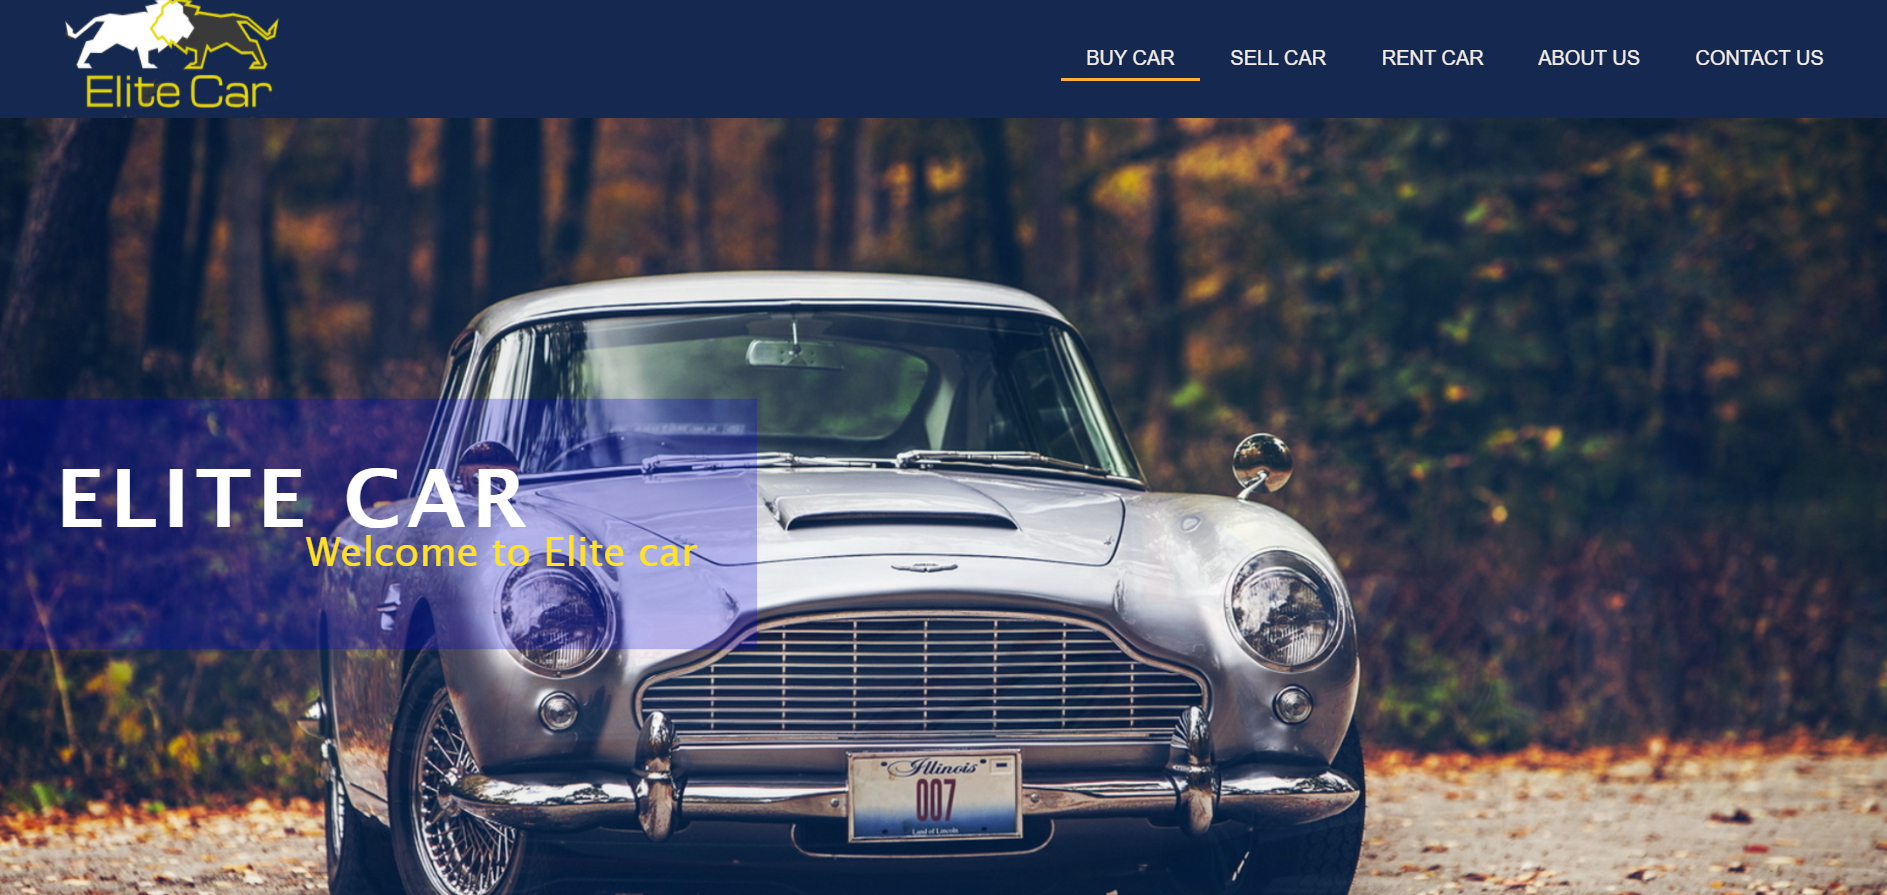 Elite Car
BUY CAR
SELL CAR
RENT CAR
ABOUT US
CONTACT US
ELITE CAR
Welcome to Elite car
Illinois
007
Land of Lincoln